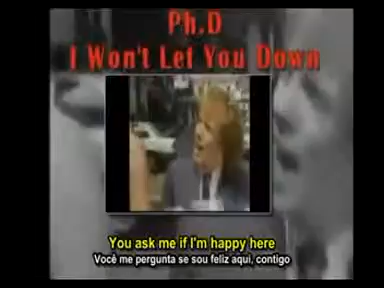 Ph.D
I Won't Let You Down
You ask me if I'm happy here
Você me pergunta se sou feliz aqui, contigo